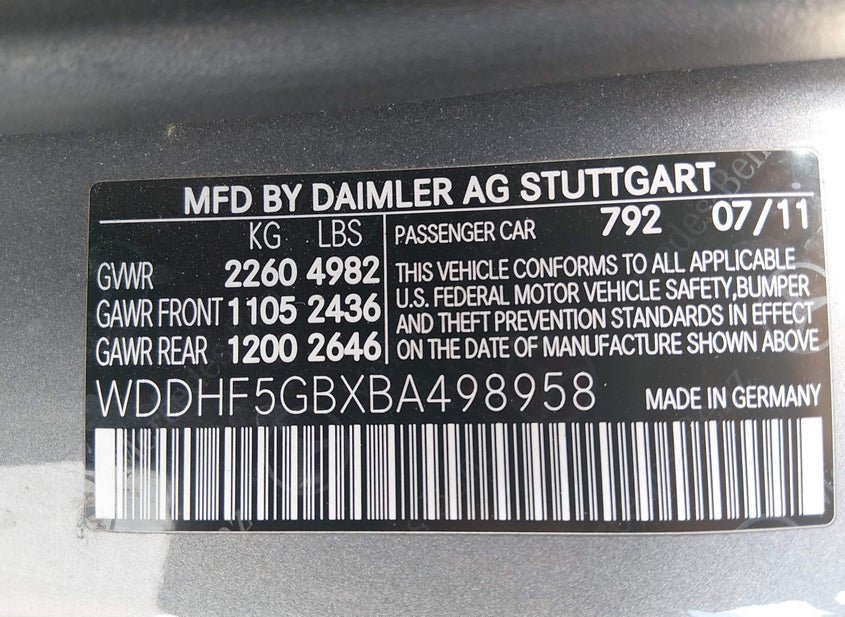 MFD BY DAIMLER AG STUTTGART
KG LBS
GVWR 2260 4982
GAWR FRONT 1105 2436
GAWR REAR 1200 2646
PASSENGER CAR 792 07/11
THIS VEHICLE CONFORMS TO ALL APPLICABLE
U.S. FEDERAL MOTOR VEHICLE SAFETY,BUMPER
AND THEFT PREVENTION STANDARDS IN EFFECT
ON THE DATE OF MANUFACTURE SHOWN ABOVE
WDDHF5GBXBA498958 MADE IN GERMANY